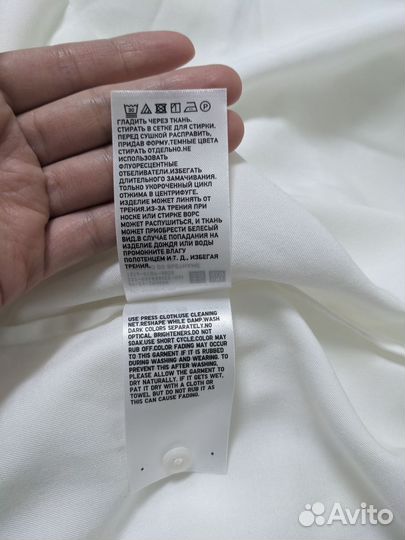 30
P
ГЛАДИТЬ ЧЕРЕЗ ТКАНЬ.
СТИРАТЬ В СЕТКЕ ДЛЯ СТИРКИ.
ПЕРЕД СУШКОЙ РАСПРАВИТЬ,
ПРИДАВ ФОРМУ,ТЕМНЫЕ ЦВЕТА
СТИРАТЬ ОТДЕЛЬНО.НЕ
ИСПОЛЬЗОВАТЬ
ФЛУОРЕСЦЕНТНЫЕ
ОТБЕЛИВАТЕЛИ.ИЗБЕГАТЬ
ДЛИТЕЛЬНОГО ЗАМАЧИВАНИЯ.
ТОЛЬКО УКОРОЧЕННЫЙ ЦИКЛ
ОТЖИМА В ЦЕНТРИФУГЕ.
ИЗДЕЛИЕ МОЖЕТ ЛИНЯТЬ ОТ
ТРЕНИЯ.ИЗ-ЗА ТРЕНИЯ ПРИ
НОСКЕ ИЛИ СТИРКЕ ВОРС
МОЖЕТ РАСПУШИТЬСЯ, А ТКАНЬ
МОЖЕТ ПРИОБРЕСТИ БЕЛЕСЫЙ
ВИД.В СЛУЧАЕ ПОПАДАНИЯ НА
ИЗДЕЛИЕ ДОЖДЯ ИЛИ ВОДЫ
ПРОМОКНИТЕ ВЛАГУ
ПОЛОТЕНЦЕМ И Т. Д., ИЗБЕГАЯ
ТРЕНИЯ.
USE PRESS CLOTH.USE CLEANING
NET.RESHAPE WHILE DAMP.WASH
DARK COLORS SEPARATELY.NO
OPTICAL BRIGHTENERS.DO NOT
SOAK.USE SHORT CYCLE.COLOR MAY
RUB OFF.COLOR FADING MAY OCCUR
TO THIS GARMENT IF IT IS RUBBED
DURING WASHING AND WEARING. TO
PREVENT THIS AFTER WASHING,
PLEASE ALLOW THE GARMENT TO
DRY NATURALLY. IF IT GETS WET,
PAT IT DRY WITH A CLOTH OR
TOWEL BUT DO NOT RUB IT AS
THIS CAN CAUSE FADING.
Avito